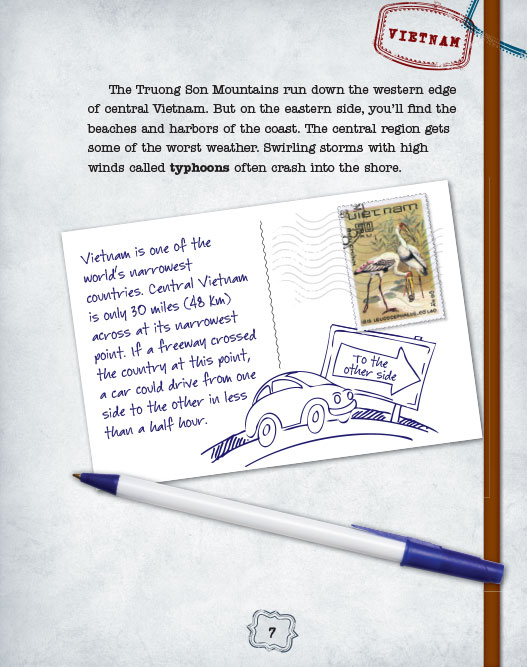 VIETNAM
The Truong Son Mountains run down the western edge
of central Vietnam. But on the eastern side, you'll find the
beaches and harbors of the coast. The central region gets
some of the worst weather. Swirling storms with high
winds called typhoons often crash into the shore.
Vietnam is one of the
world's narrowest
countries. Central Vietnam
is only 30 miles (48 km)
across at its narrowest
point. If a freeway crossed
the country at this point,
a car could drive from one
side to the other in less
than a half hour.
vietnam
To the
other side
7